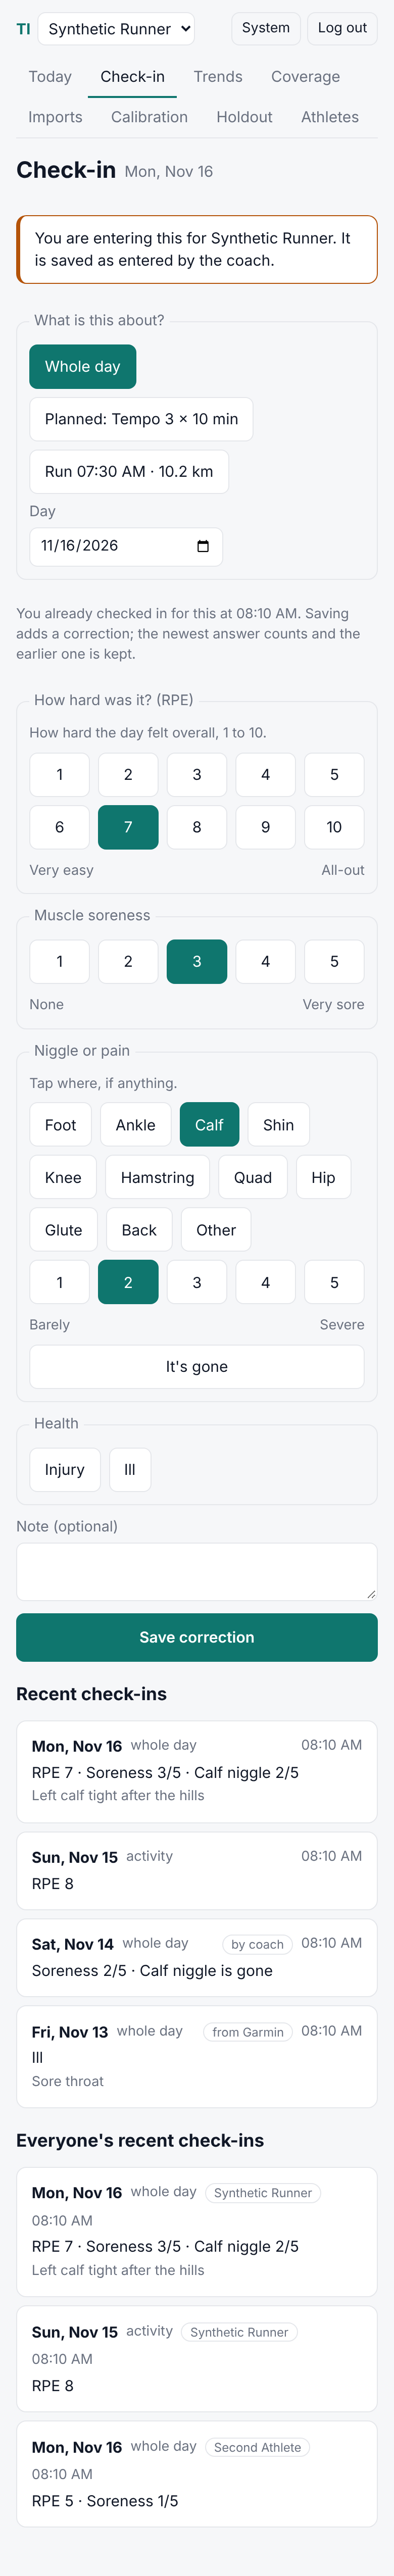 TI Synthetic Runner System Log out
Today Check-in Trends Coverage
Imports Calibration Holdout Athletes
Check-in Mon, Nov 16
You are entering this for Synthetic Runner. It
is saved as entered by the coach.
What is this about?
Whole day
Planned: Tempo 3 × 10 min
Run 07:30 AM · 10.2 km
Day
11/16/2026
You already checked in for this at 08:10 AM. Saving
adds a correction; the newest answer counts and the
earlier one is kept.
How hard was it? (RPE)
How hard the day felt overall, 1 to 10.
1 2 3 4 5
6 7 8 9 10
Very easy All-out
Muscle soreness
1 2 3 4 5
None Very sore
Niggle or pain
Tap where, if anything.
Foot Ankle Calf Shin
Knee Hamstring Quad Hip
Glute Back Other
1 2 3 4 5
Barely Severe
It's gone
Health
Injury Ill
Note (optional)
Save correction
Recent check-ins
Mon, Nov 16 whole day 08:10 AM
RPE 7 · Soreness 3/5 · Calf niggle 2/5
Left calf tight after the hills
Sun, Nov 15 activity 08:10 AM
RPE 8
Sat, Nov 14 whole day by coach 08:10 AM
Soreness 2/5 · Calf niggle is gone
Fri, Nov 13 whole day from Garmin 08:10 AM
Ill
Sore throat
Everyone's recent check-ins
Mon, Nov 16 whole day Synthetic Runner
08:10 AM
RPE 7 · Soreness 3/5 · Calf niggle 2/5
Left calf tight after the hills
Sun, Nov 15 activity Synthetic Runner
08:10 AM
RPE 8
Mon, Nov 16 whole day Second Athlete
08:10 AM
RPE 5 · Soreness 1/5